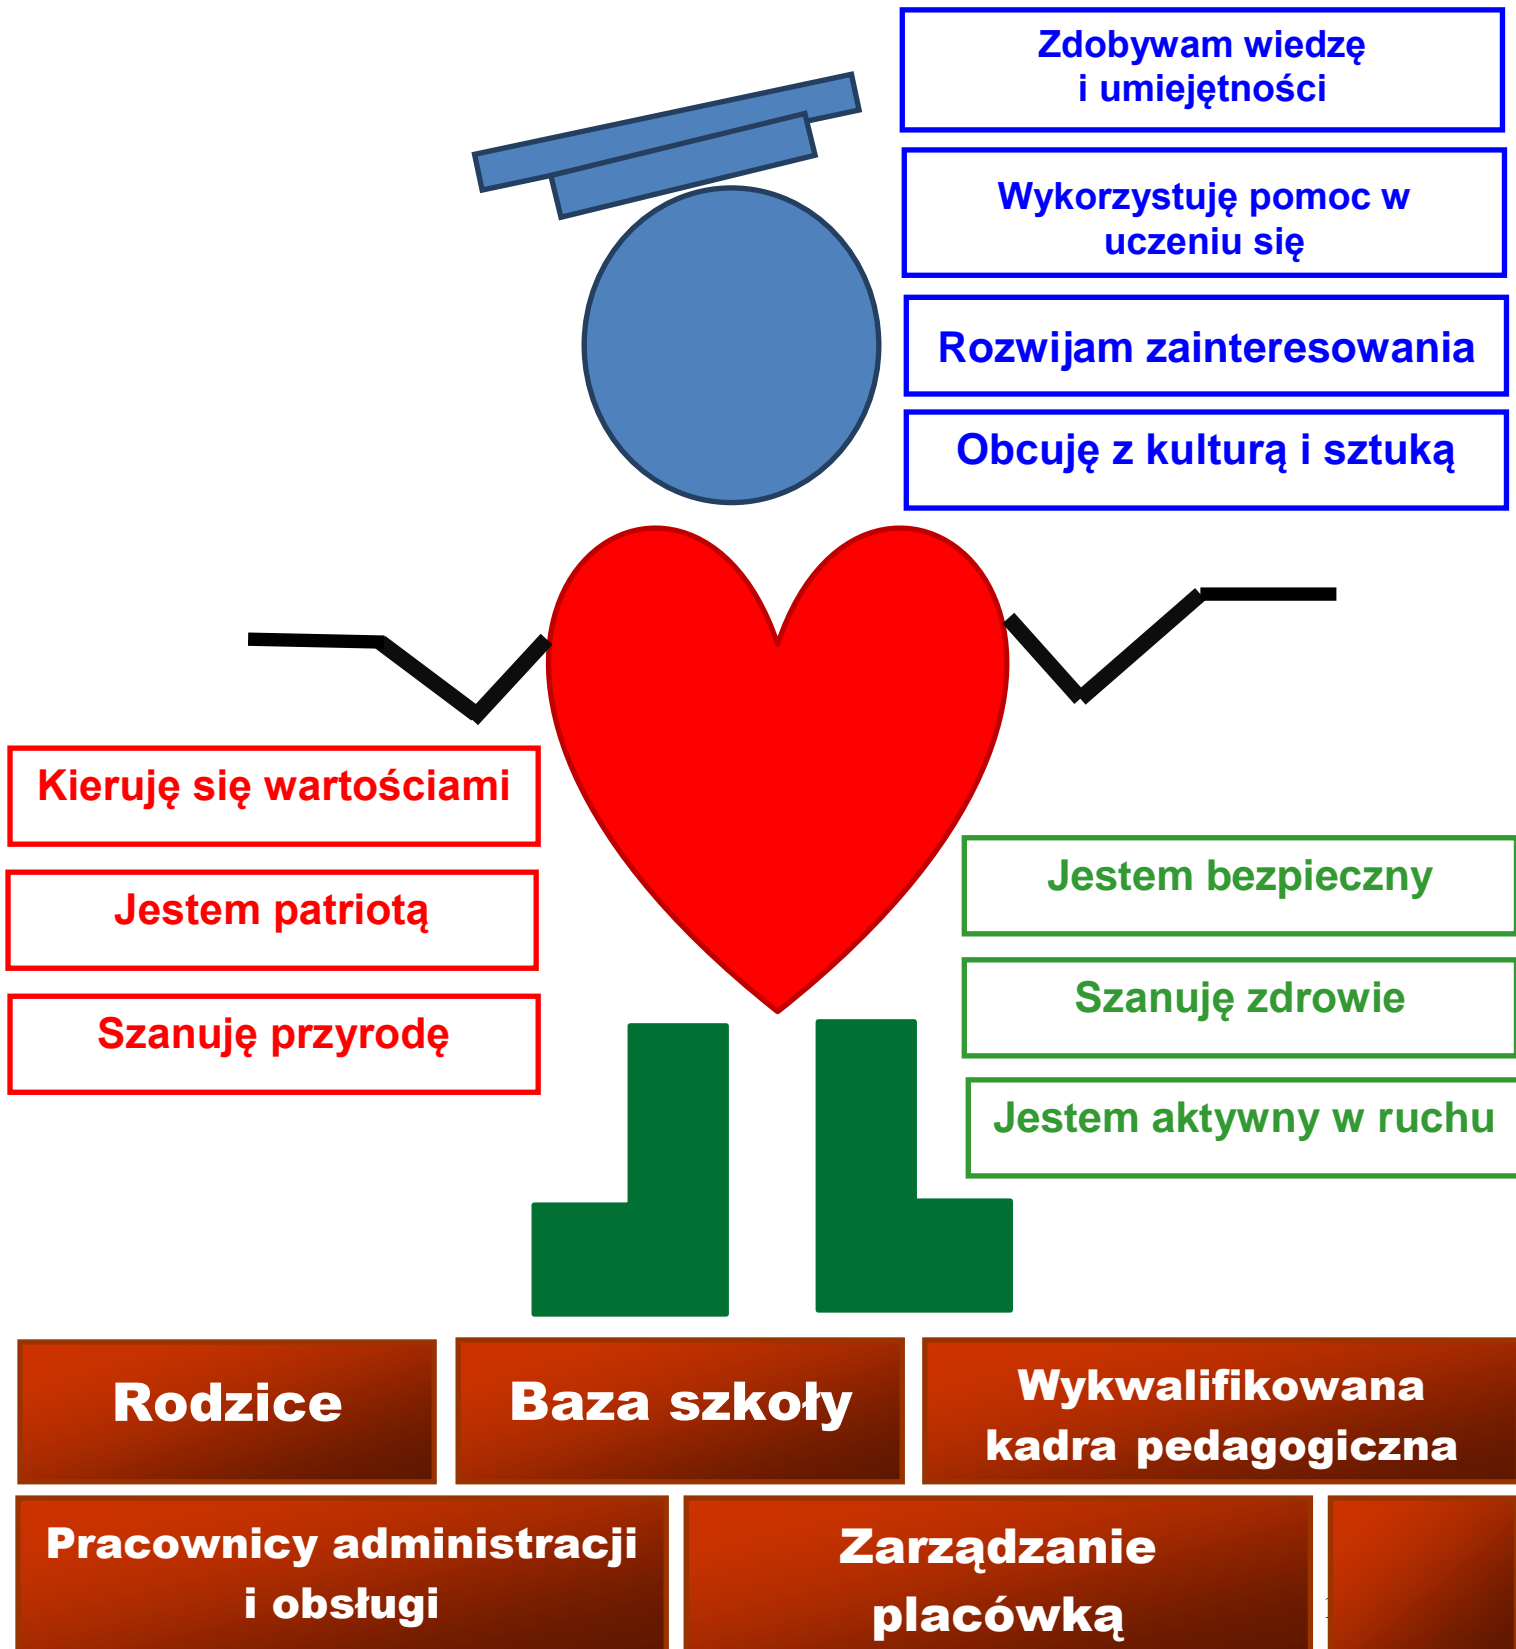 Zdobywam wiedzę
i umiejętności
Wykorzystuję pomoc w
uczeniu się
Rozwijam zainteresowania
Obcuję z kulturą i sztuką
Kieruję się wartościami
Jestem patriotą
Szanuję przyrodę
Jestem bezpieczny
Szanuję zdrowie
Jestem aktywny w ruchu
Rodzice
Baza szkoły
Wykwalifikowana
kadra pedagogiczna
Pracownicy administracji
i obsługi
Zarządzanie
placówką